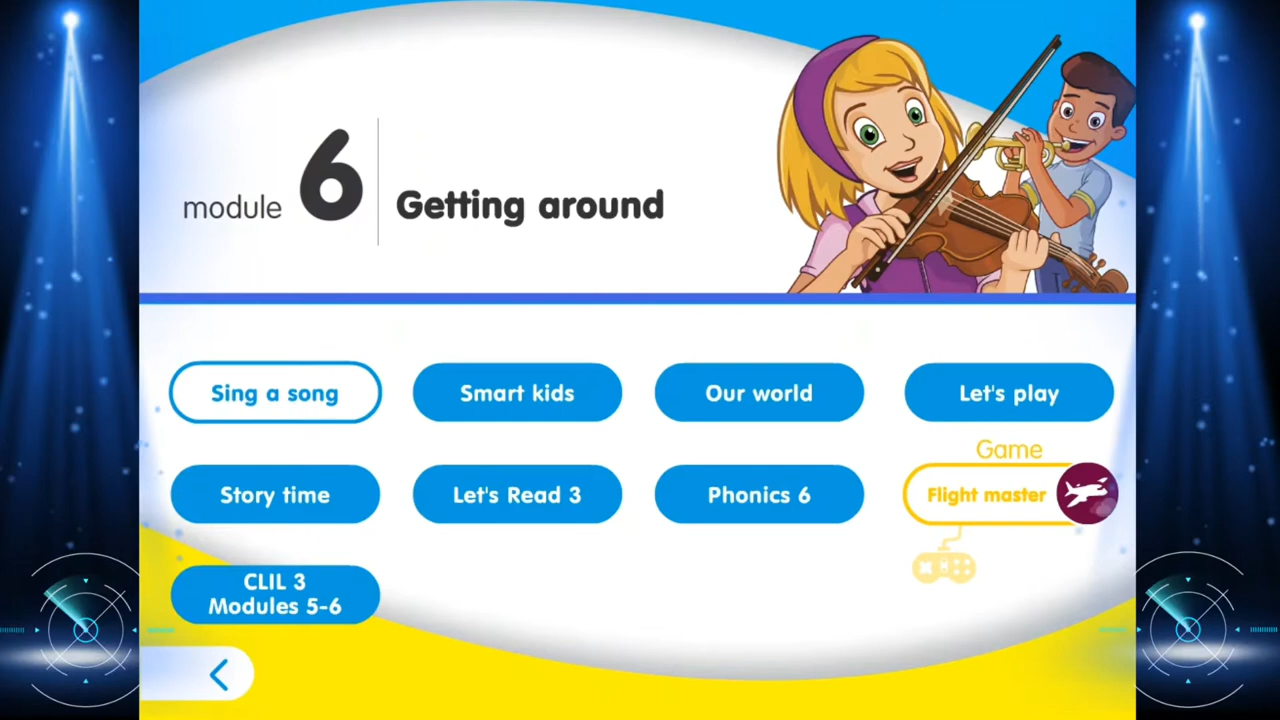 module 6 Getting around
Sing a song
Smart kids
Our world
Let's play
Story time
Let's Read 3
Phonics 6
Game
Flight master
CLIL 3
Modules 5-6